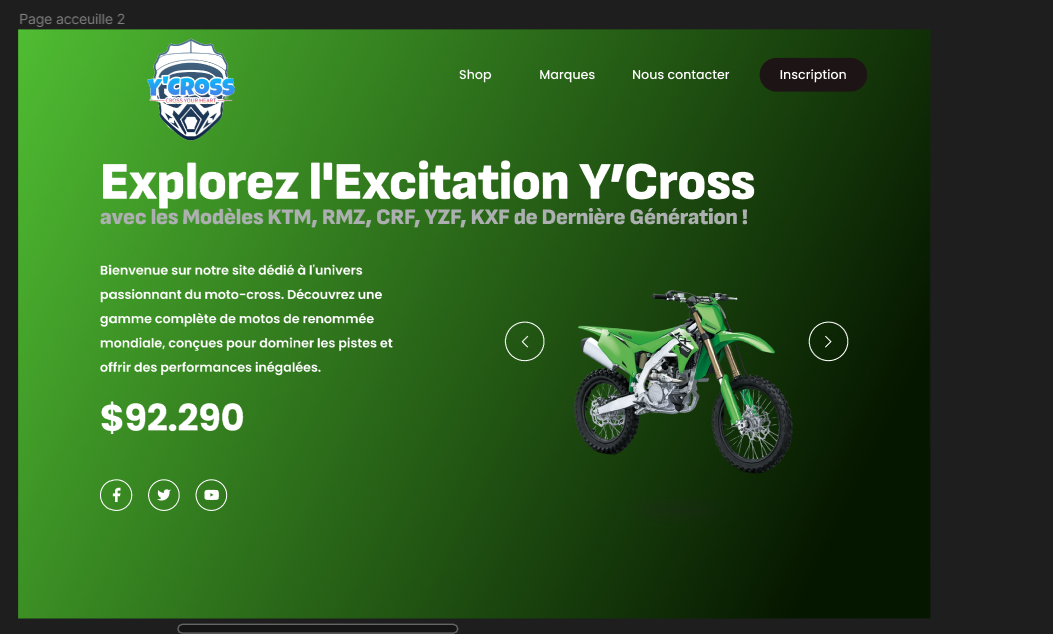 Page acceuille 2
Y'CROSS
CROSS YOUR HEART
Shop
Marques
Nous contacter
Inscription
Explorez l'Excitation Y’Cross
avec les Modèles KTM, RMZ, CRF, YZF, KXF de Dernière Génération !
Bienvenue sur notre site dédié à l'univers
passionnant du moto-cross. Découvrez une
gamme complète de motos de renommée
mondiale, conçues pour dominer les pistes et
offrir des performances inégalées.
$92.290